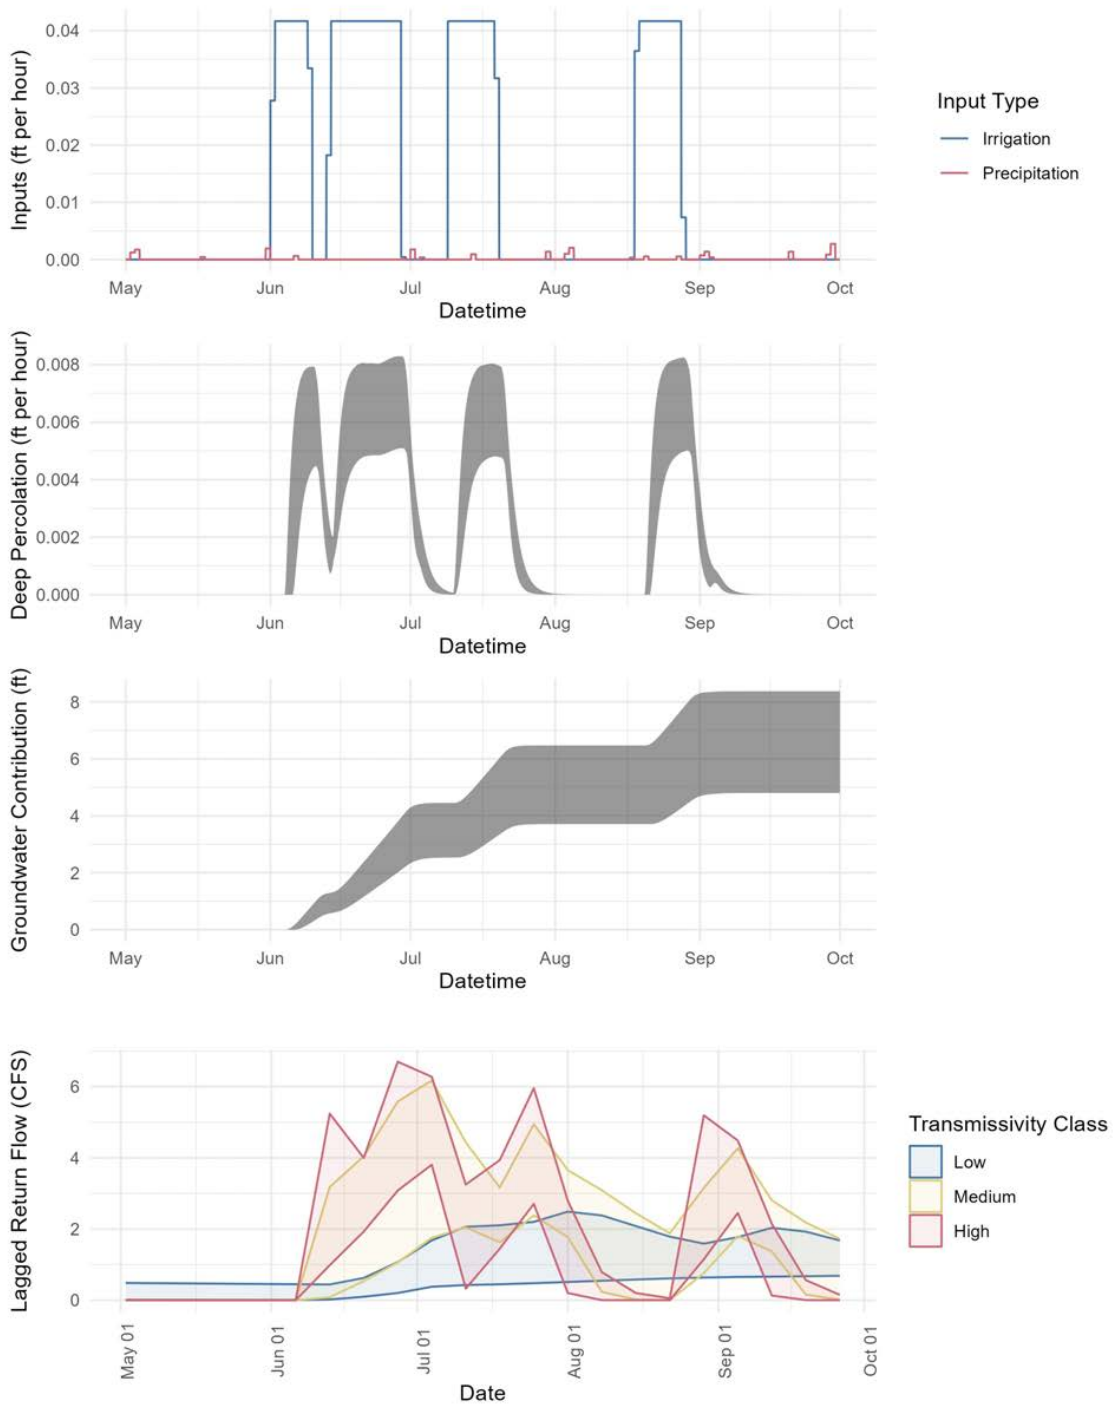 Inputs (ft per hour)
0.04
0.03
0.02
0.01
0.00
May Jun Jul Aug Sep Oct
Datetime
Input Type
Irrigation
Precipitation
Deep Percolation (ft per hour)
0.008
0.006
0.004
0.002
0.000
May Jun Jul Aug Sep Oct
Datetime
Groundwater Contribution (ft)
8
6
4
2
0
May Jun Jul Aug Sep Oct
Datetime
Lagged Return Flow (CFS)
6
4
2
0
May 01 Jun 01 Jul 01 Aug 01 Sep 01 Oct 01
Date
Transmissivity Class
Low
Medium
High